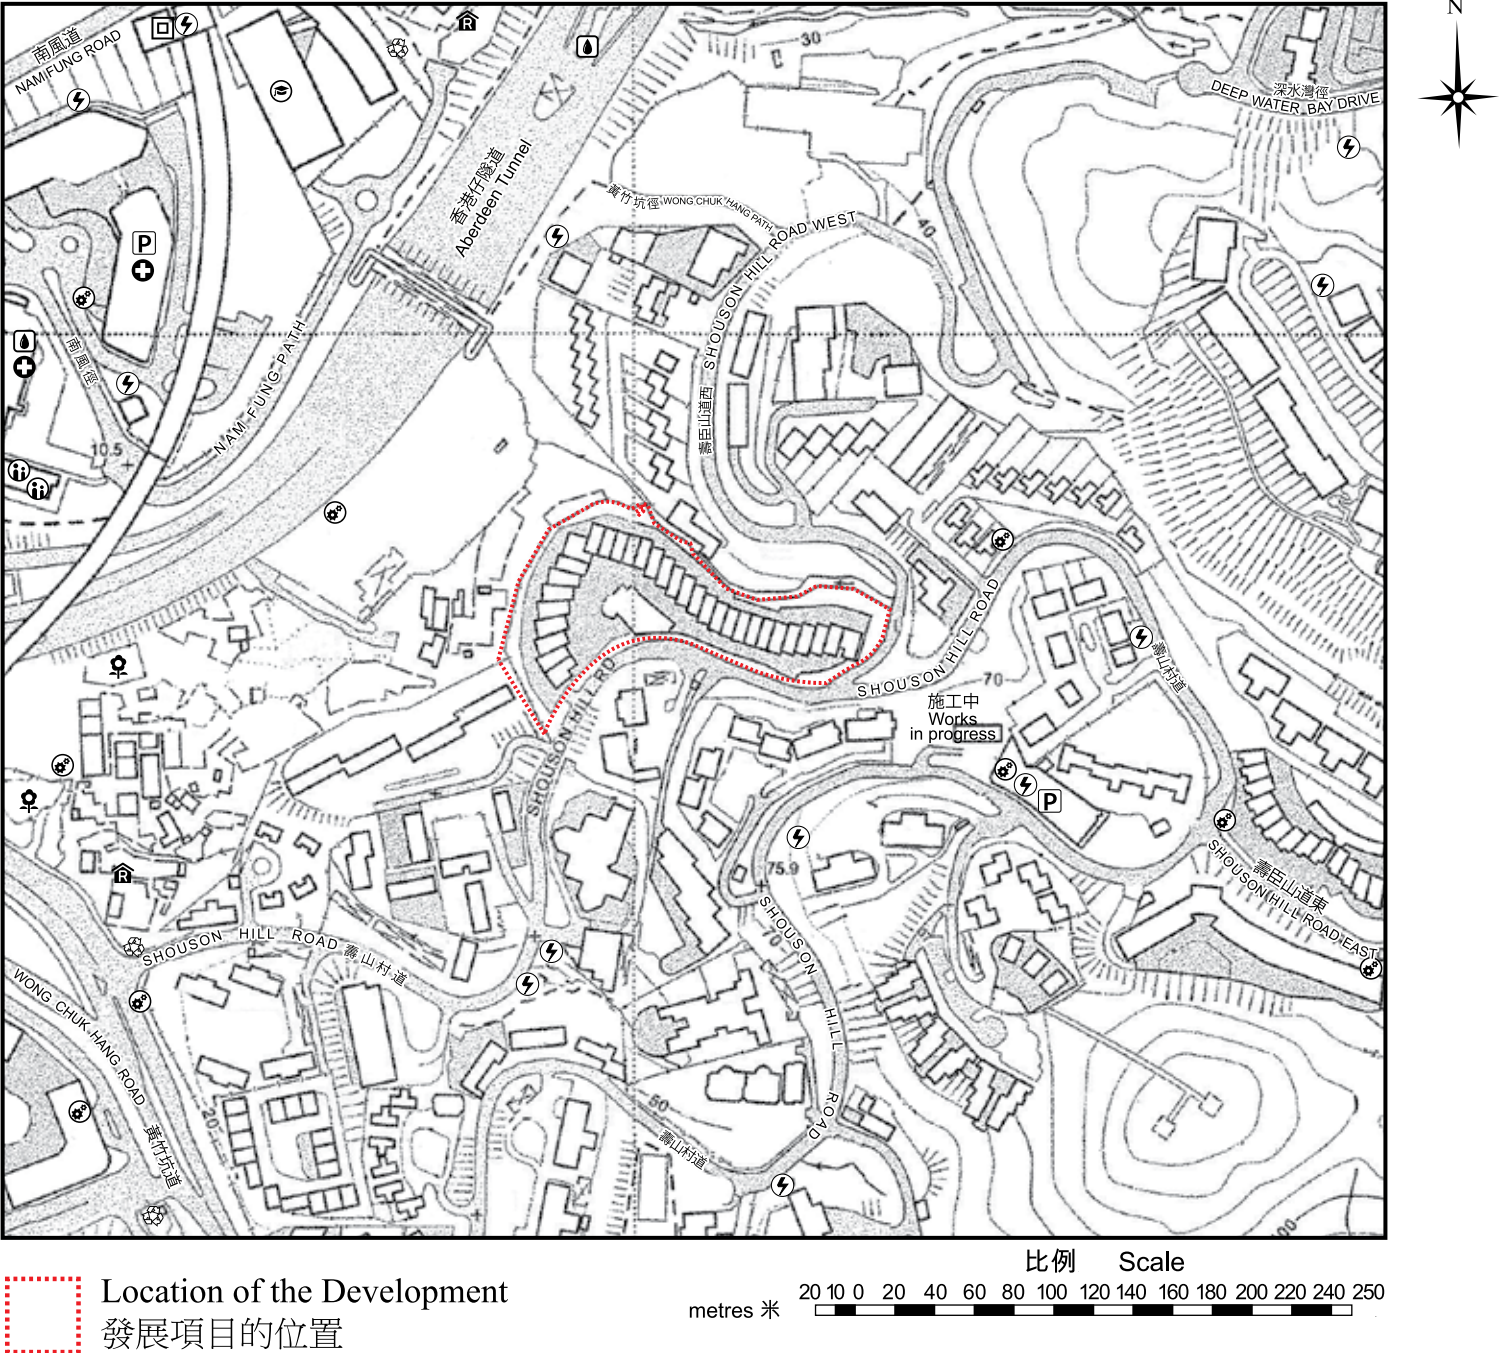 N
南風道
NAM FUNG ROAD
30
深水灣徑
DEEP WATER BAY DRIVE
香港仔隧道
Aberdeen Tunnel
黃竹坑徑 WONG CHUK HANG PATH
SHOUSON HILL ROAD WEST
壽臣山道西
40
P
南風徑
NAM FUNG PATH
10.5
SHOUSON HILL ROAD
壽山村道
70
施工中
Works
in progress
SHOUSON HILL RD
P
75.9
70
SHOUSON HILL ROAD
壽臣山道東
SHOUSON HILL ROAD EAST
R
R
SHOUSON HILL ROAD 壽山村道
WONG CHUK HANG ROAD
黃竹坑道
20
50
壽山村道
100
Location of the Development
發展項目的位置
比例 Scale
metres 米 20 10 0 20 40 60 80 100 120 140 160 180 200 220 240 250